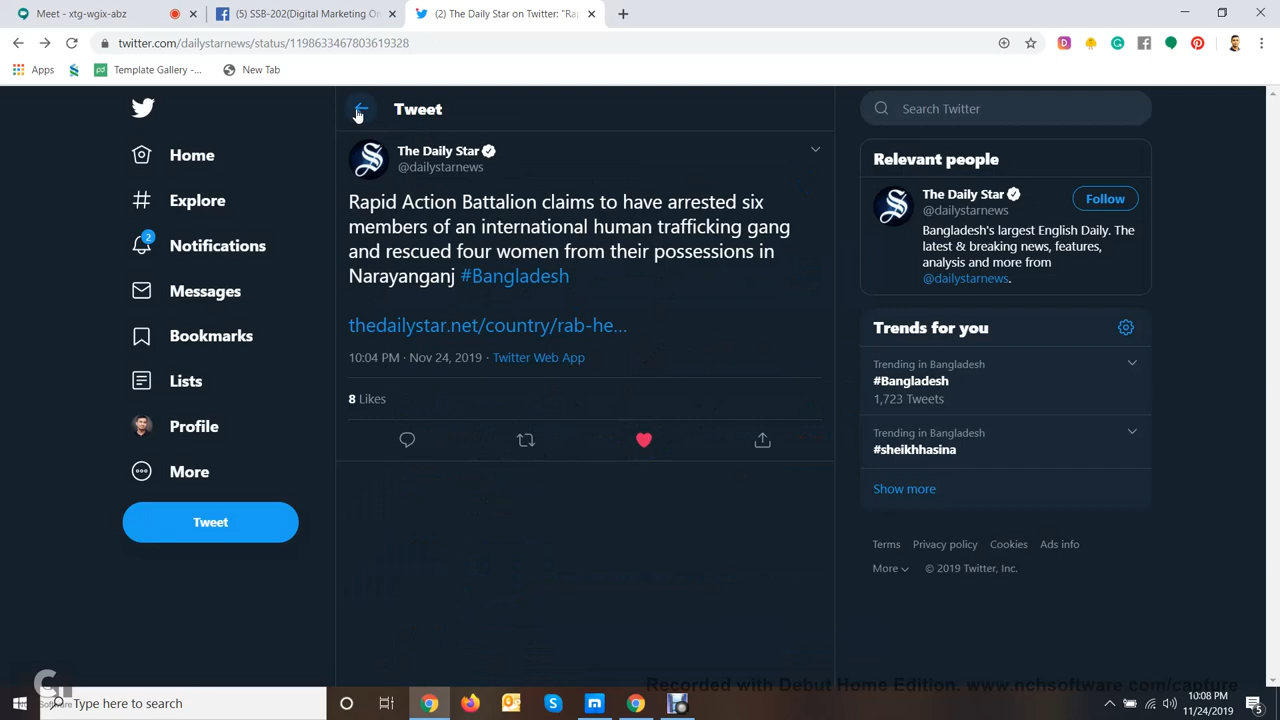 Meet - xtg-wgix-abz
(5) SSB-202(Digital Marketing On
(2) The Daily Star on Twitter: "Rap
twitter.com/dailystarnews/status/1198633467803619328
Apps
Template Gallery -...
New Tab
Home
Explore
2
Notifications
Messages
Bookmarks
Lists
Profile
More
Tweet
Tweet
The Daily Star
@dailystarnews
Rapid Action Battalion claims to have arrested six
members of an international human trafficking gang
and rescued four women from their possessions in
Narayanganj #Bangladesh
thedailystar.net/country/rab-he...
10:04 PM · Nov 24, 2019 · Twitter Web App
8 Likes
Search Twitter
Relevant people
The Daily Star
@dailystarnews
Follow
Bangladesh's largest English Daily. The
latest & breaking news, features,
analysis and more from
@dailystarnews.
Trends for you
Trending in Bangladesh
#Bangladesh
1,723 Tweets
Trending in Bangladesh
#sheikhhasina
Show more
Terms Privacy policy Cookies Ads info
More © 2019 Twitter, Inc.
Recorded with Debut Home Edition. www.nchsoftware.com/capture
Type here to search
10:08 PM
11/24/2019
5